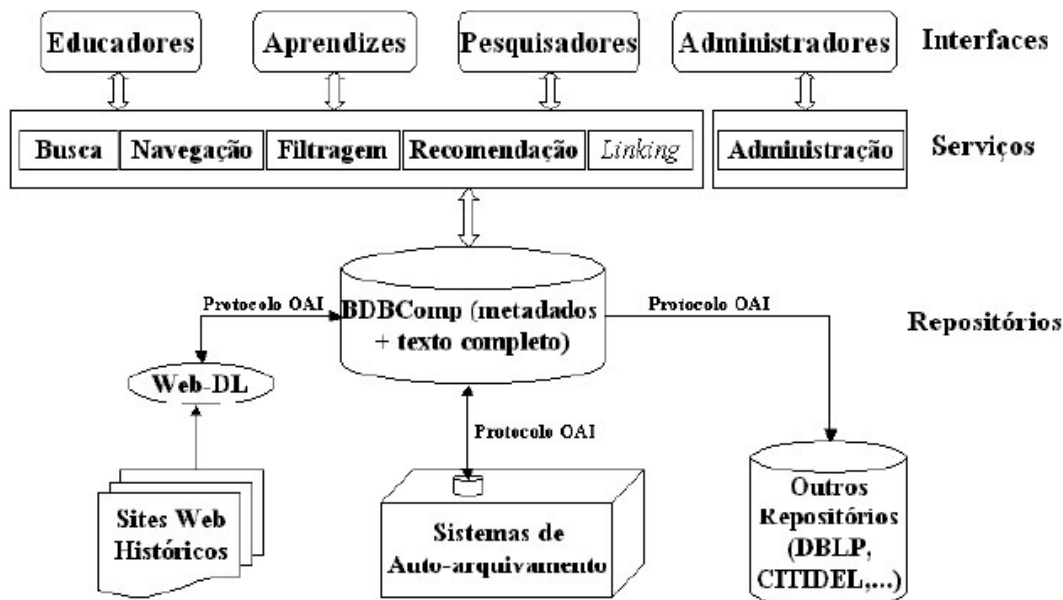 Educadores
Aprendizes
Pesquisadores
Administradores
Interfaces
Busca
Navegação
Filtragem
Recomendação
Linking
Administração
Serviços
Protocolo OAI
BDBComp (metadados
+ texto completo)
Protocolo OAI
Repositórios
Web-DL
Protocolo OAI
Sites Web
Históricos
Sistemas de
Auto-arquivamento
Outros
Repositórios
(DBLP,
CITIDEL,...)